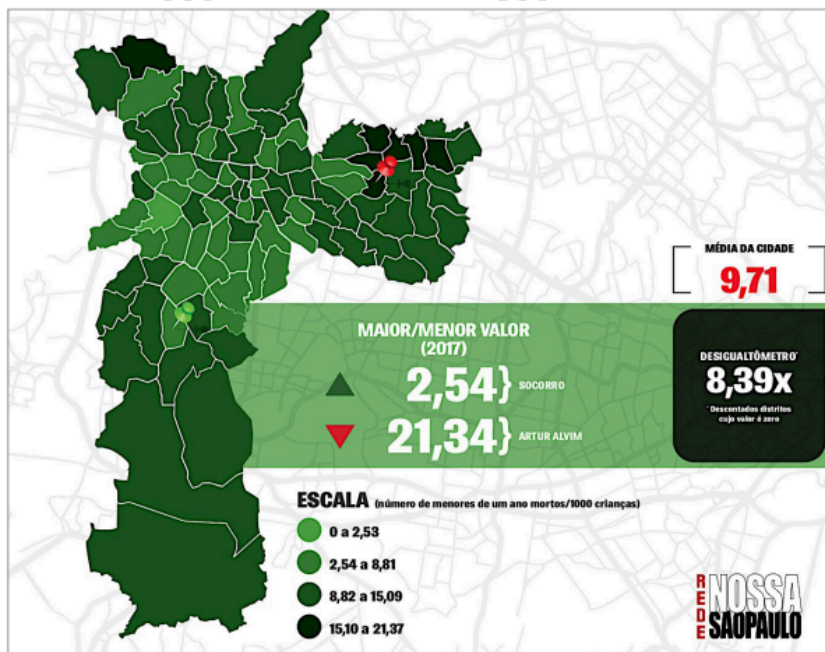 MÉDIA DA CIDADE
9,71
MAIOR/MENOR VALOR
(2017)
2,54} SOCORRO
21,34} ARTUR ALVIM
DESIGUALTÔMETRO*
8,39x
*Descontados distritos
cujo valor é zero
ESCALA (número de menores de um ano mortos/1000 crianças)
0 a 2,53
2,54 a 8,81
8,82 a 15,09
15,10 a 21,37
REDE
NOSSA
SÃOPAULO